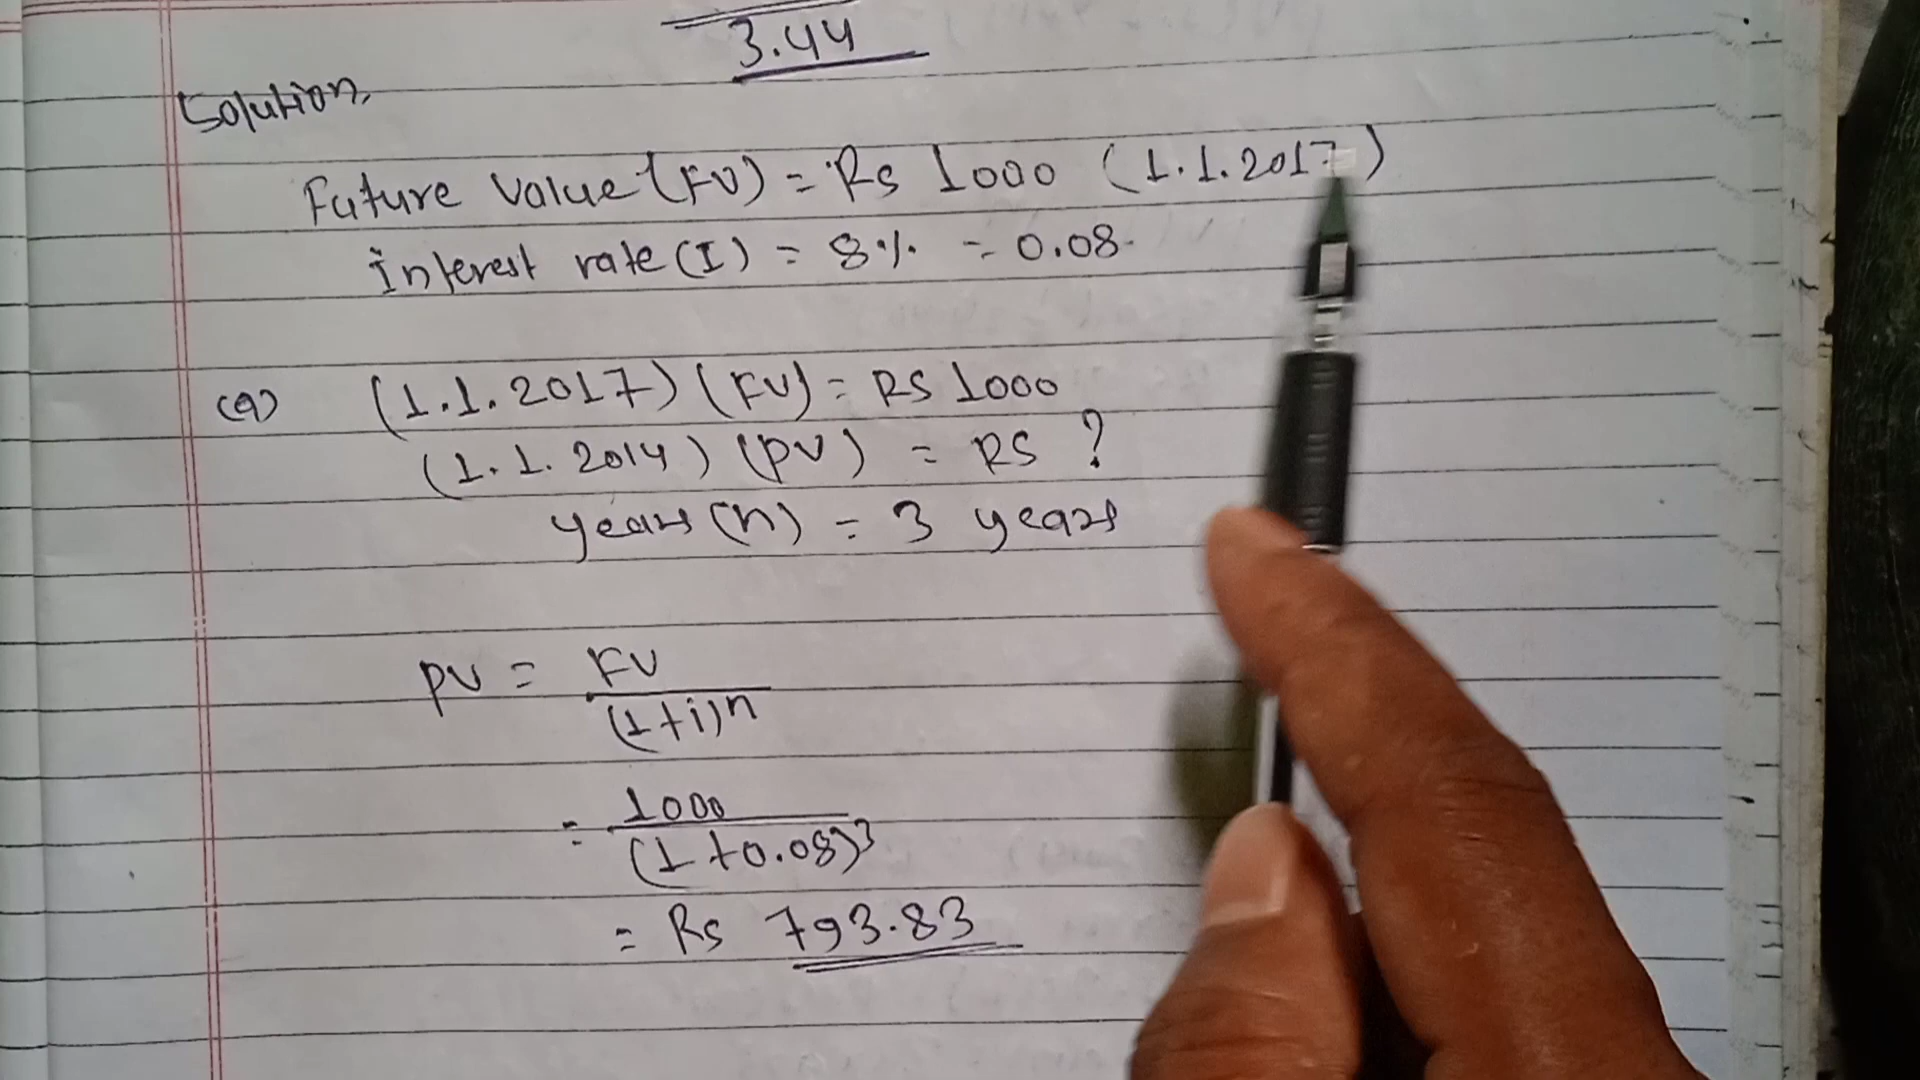 3.44
Solution,
Future Value (FV) = Rs 1000 (1.1.2017)
interest rate (I) = 8% = 0.08
(a) (1.1.2017) (FV) = RS 1000
(1.1.2014) (PV) = RS ?
years (n) = 3 years
PV = FV
(1+i)n
= 1000
(1+0.08)3
= Rs 793.83